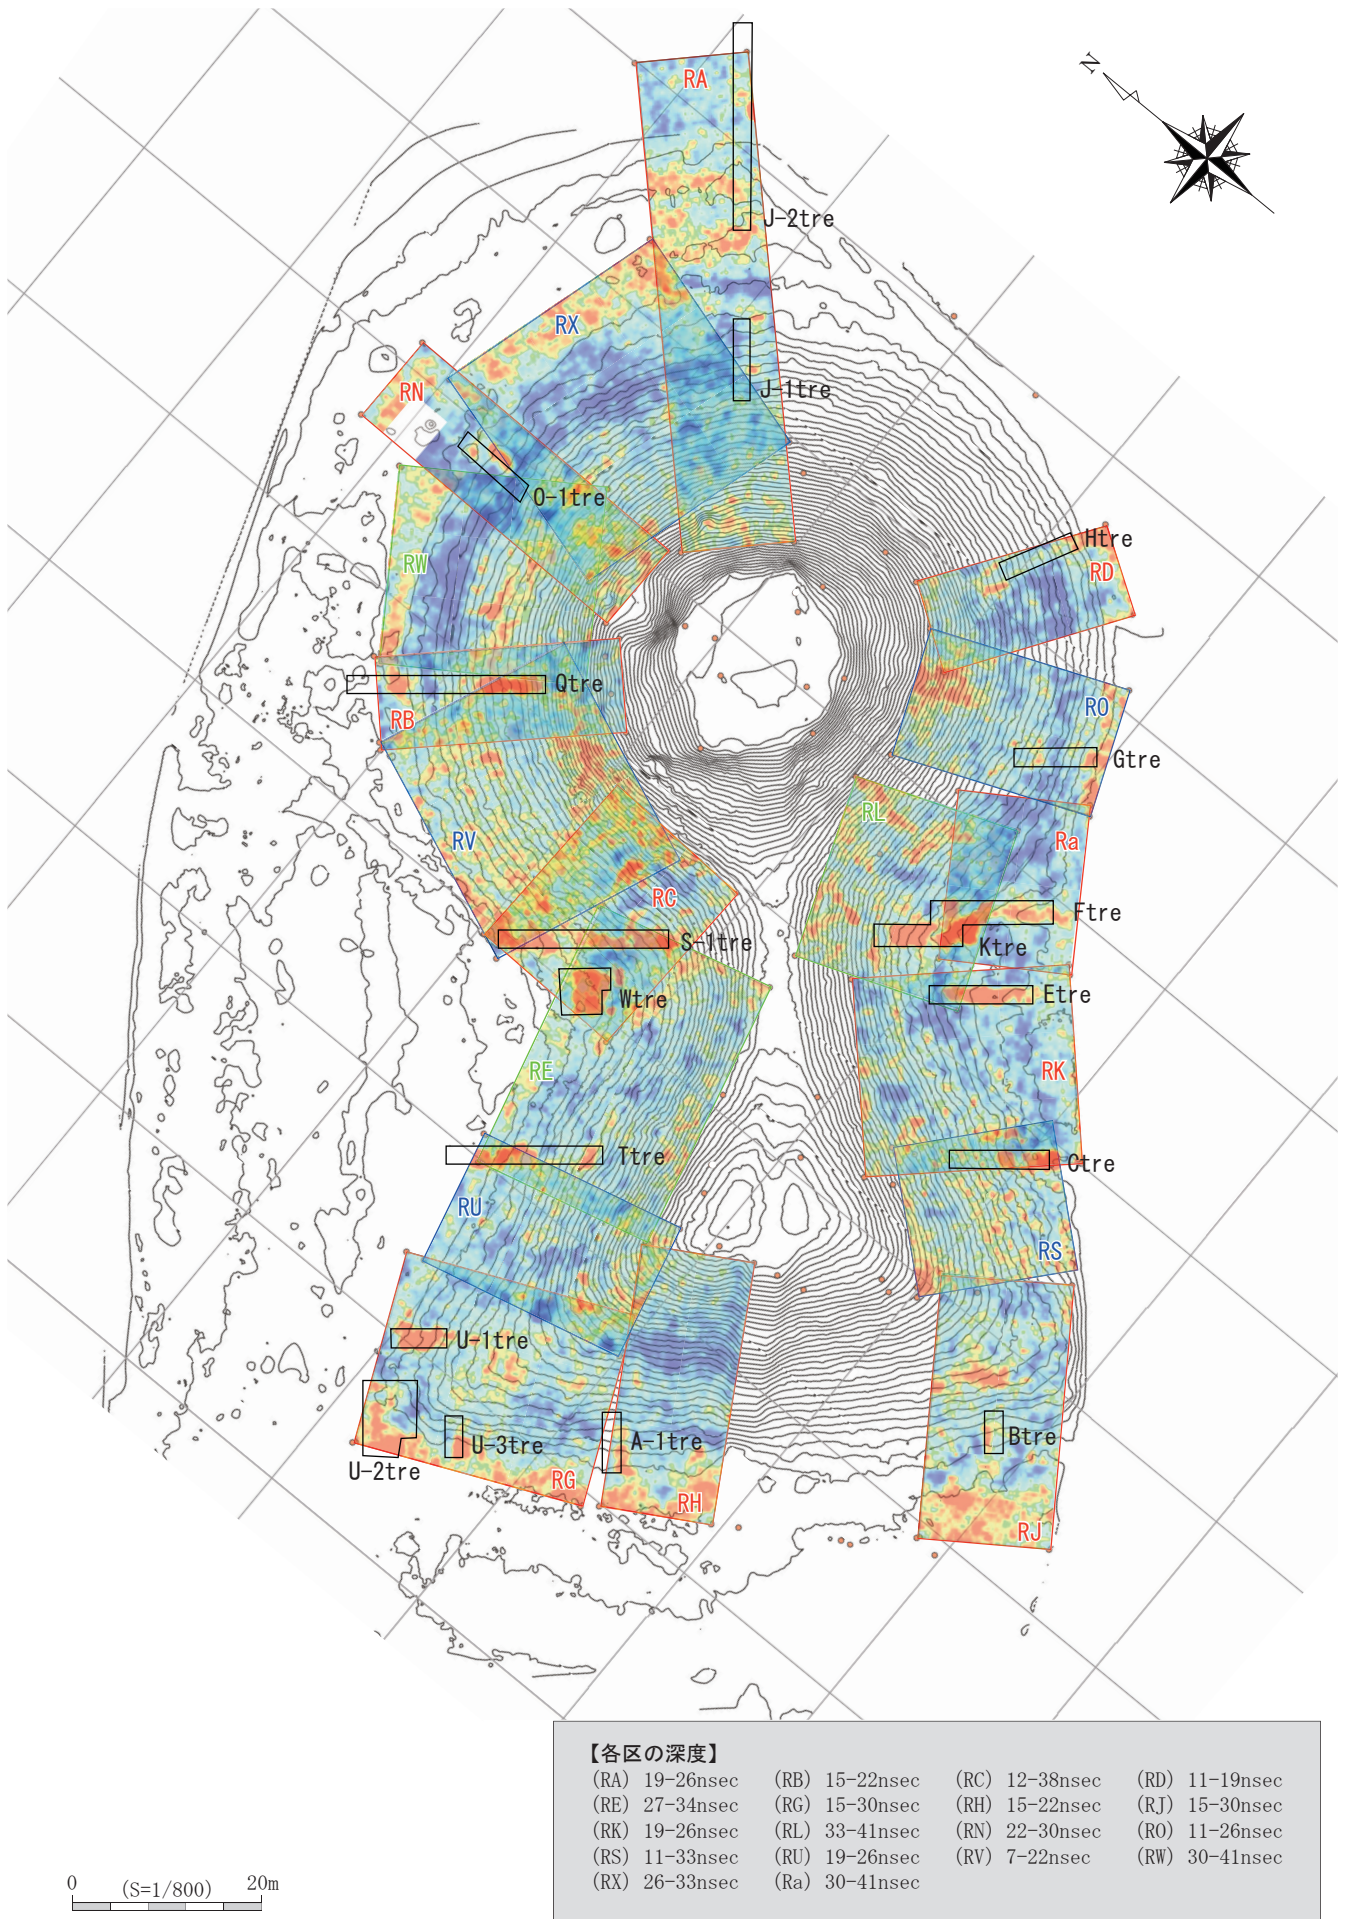 N
RA
J-2tre
RX
J-1tre
RN
O-1tre
Htre
RW
RD
Qtre
RB
RO
Gtre
RL
RV
Ra
RC
Ftre
S-1tre
Ktre
Wtre
Etre
RE
RK
Ttre
Ctre
RU
RS
U-1tre
U-3tre
A-1tre
Btre
U-2tre
RG
RH
RJ
【各区の深度】
(RA) 19-26nsec (RB) 15-22nsec (RC) 12-38nsec (RD) 11-19nsec
(RE) 27-34nsec (RG) 15-30nsec (RH) 15-22nsec (RJ) 15-30nsec
(RK) 19-26nsec (RL) 33-41nsec (RN) 22-30nsec (RO) 11-26nsec
(RS) 11-33nsec (RU) 19-26nsec (RV) 7-22nsec (RW) 30-41nsec
(RX) 26-33nsec (Ra) 30-41nsec
0 (S=1/800) 20m